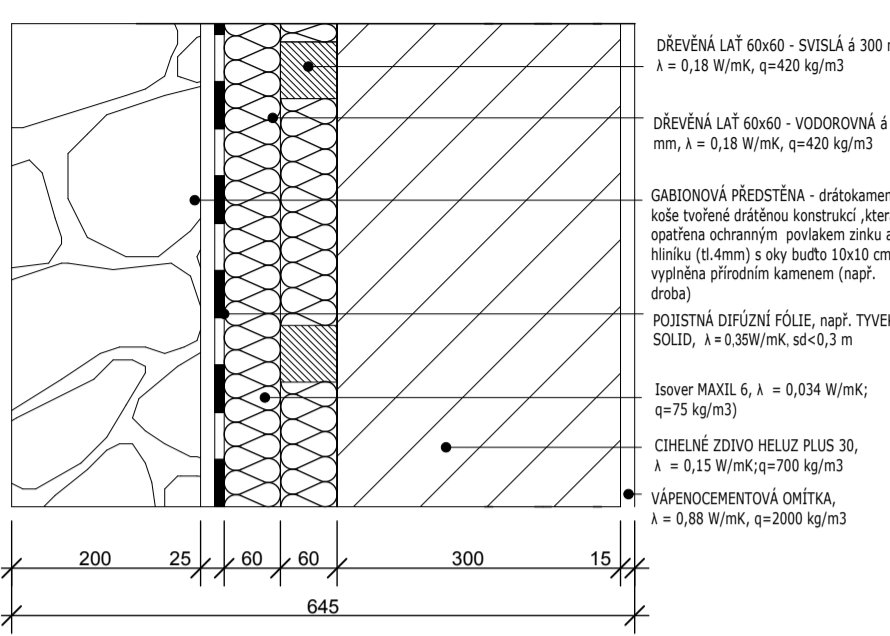 DŘEVĚNÁ LAŤ 60x60 - SVISLÁ á 300
λ = 0,18 W/mK, q=420 kg/m3
DŘEVĚNÁ LAŤ 60x60 - VODOROVNÁ á
mm, λ = 0,18 W/mK, q=420 kg/m3
GABIONOVÁ PŘEDSTĚNA -
koše tvořené drátěnou konstrukcí
opatřena ochranným povlakem zinku a
hliníku (tl.4mm) s oky buďto 10x10 cm
vyplněna přírodním kamenem (např.
droba)
POJISTNÁ DIFÚZNÍ FÓLIE, např.
SOLID, λ = 0,35W/mK, sd<0,3 m
Isover MAXIL 6, λ = 0,034 W/mK;
q=75 kg/m3)
CIHELNÉ ZDIVO HELUZ PLUS 30,
λ = 0,15 W/mK;q=700 kg/m3
VÁPENOCEMENTOVÁ OMÍTKA,
λ = 0,88 W/mK, q=2000 kg/m3
200 25 60 60 300 15
645